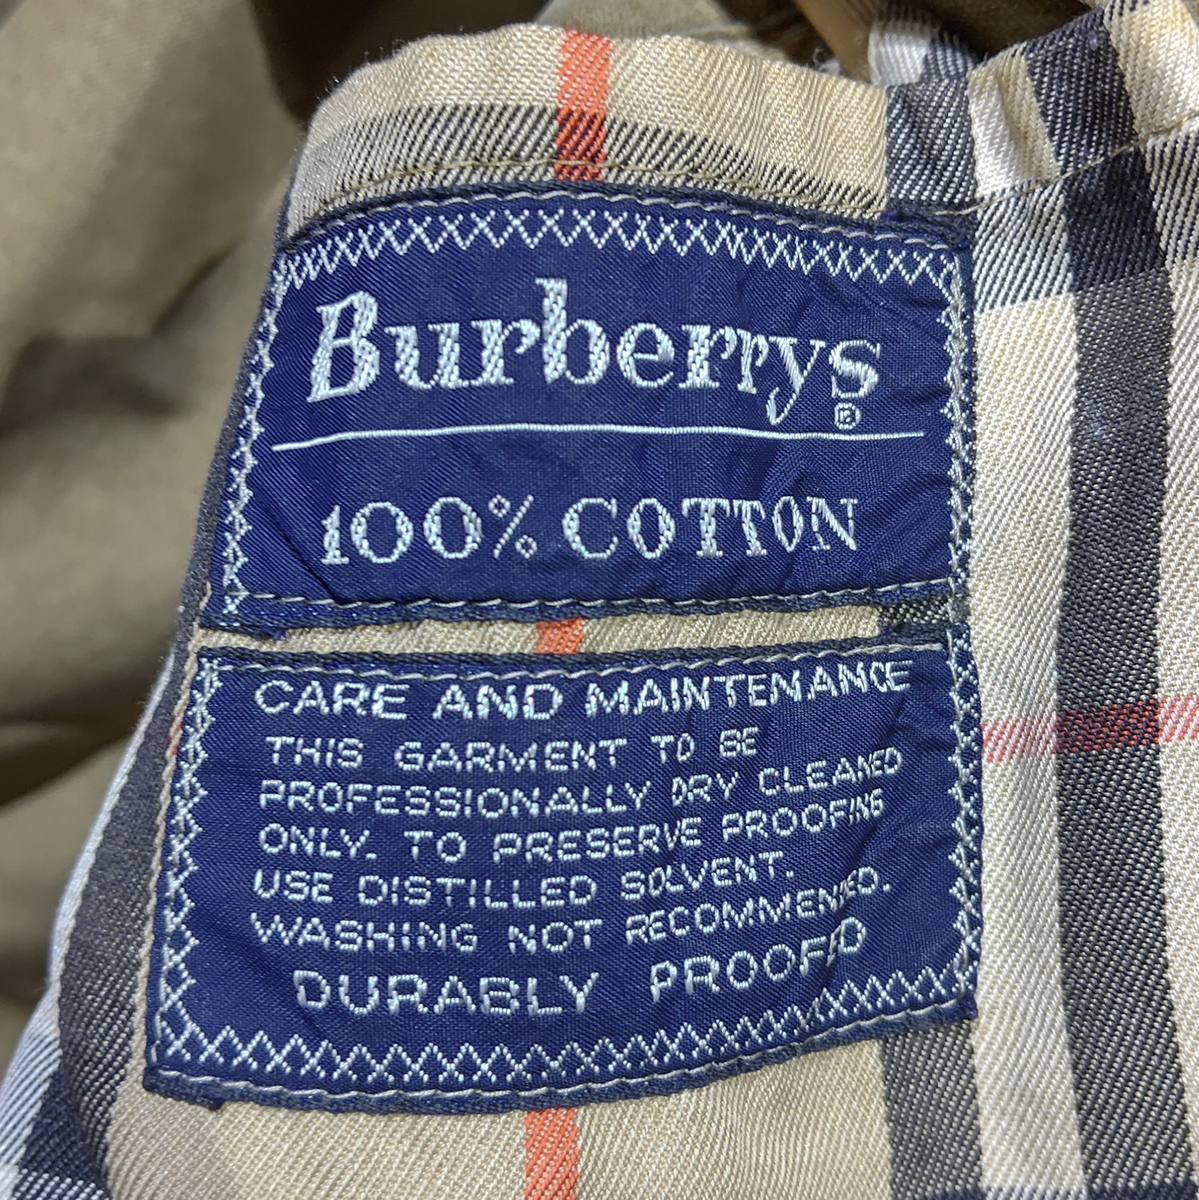 Burberrys®
100% COTTON
CARE AND MAINTENANCE
THIS GARMENT TO BE
PROFESSIONALLY DRY CLEANED
ONLY. TO PRESERVE PROOFING
USE DISTILLED SOLVENT.
WASHING NOT RECOMMENDED.
DURABLY PROOFED